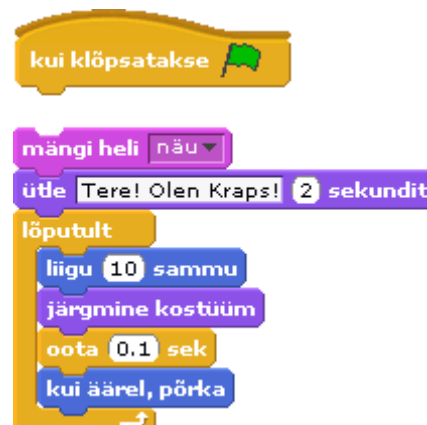 kui klõpsatakse
mängi heli näu
ütle Tere! Olen Kraps! 2 sekundit
lõputult
liigu 10 sammu
järgmine kostüüm
oota 0.1 sek
kui äärel, põrka